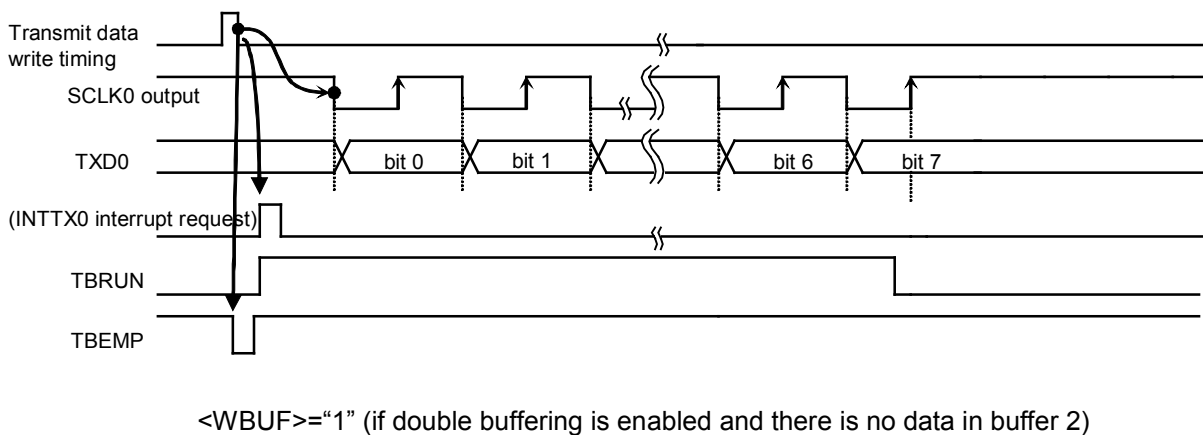 Transmit data
write timing
SCLK0 output
TXD0
bit 0
bit 1
bit 6
bit 7
(INTTX0 interrupt request)
TBRUN
TBEMP
<WBUF>=“1” (if double buffering is enabled and there is no data in buffer 2)